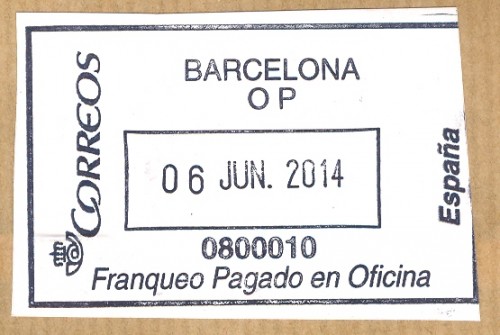 CORREOS
BARCELONA
O P
06 JUN. 2014
0800010
Franqueo Pagado en Oficina
España